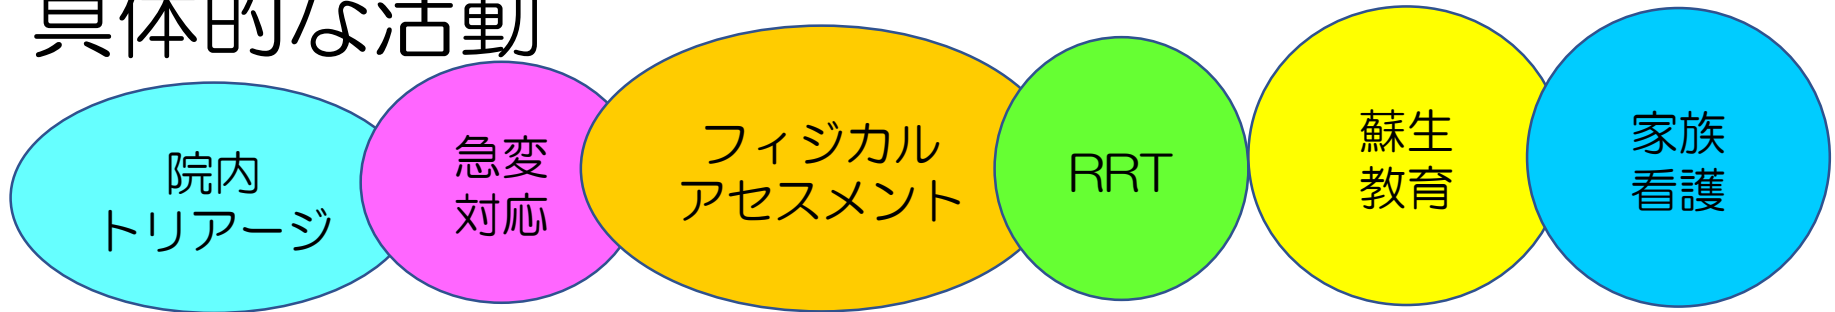 具体的な活動
院内
トリアージ
急変
対応
フィジカル
アセスメント
RRT
蘇生
教育
家族
看護